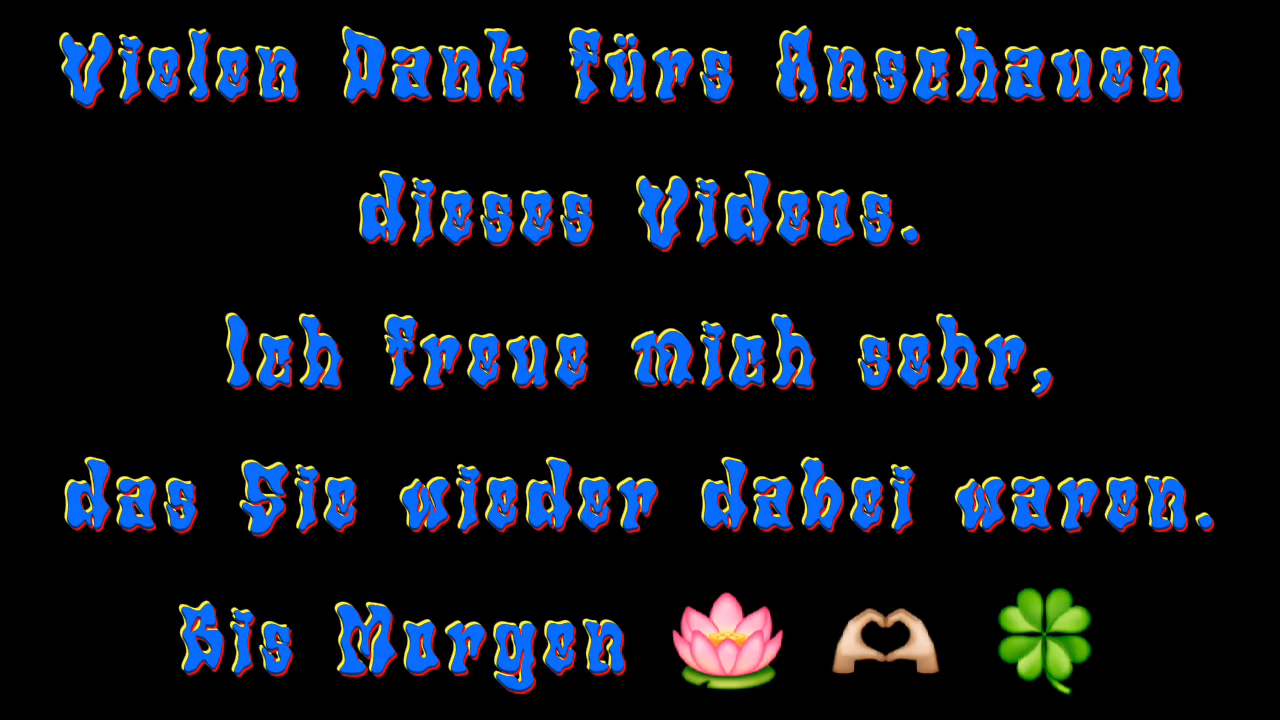 Vielen Dank fürs Anschauen
dieses Videos.
Ich freue mich sehr,
das Sie wieder dabei waren.
Bis Morgen 🪷 🫶🏼 🍀